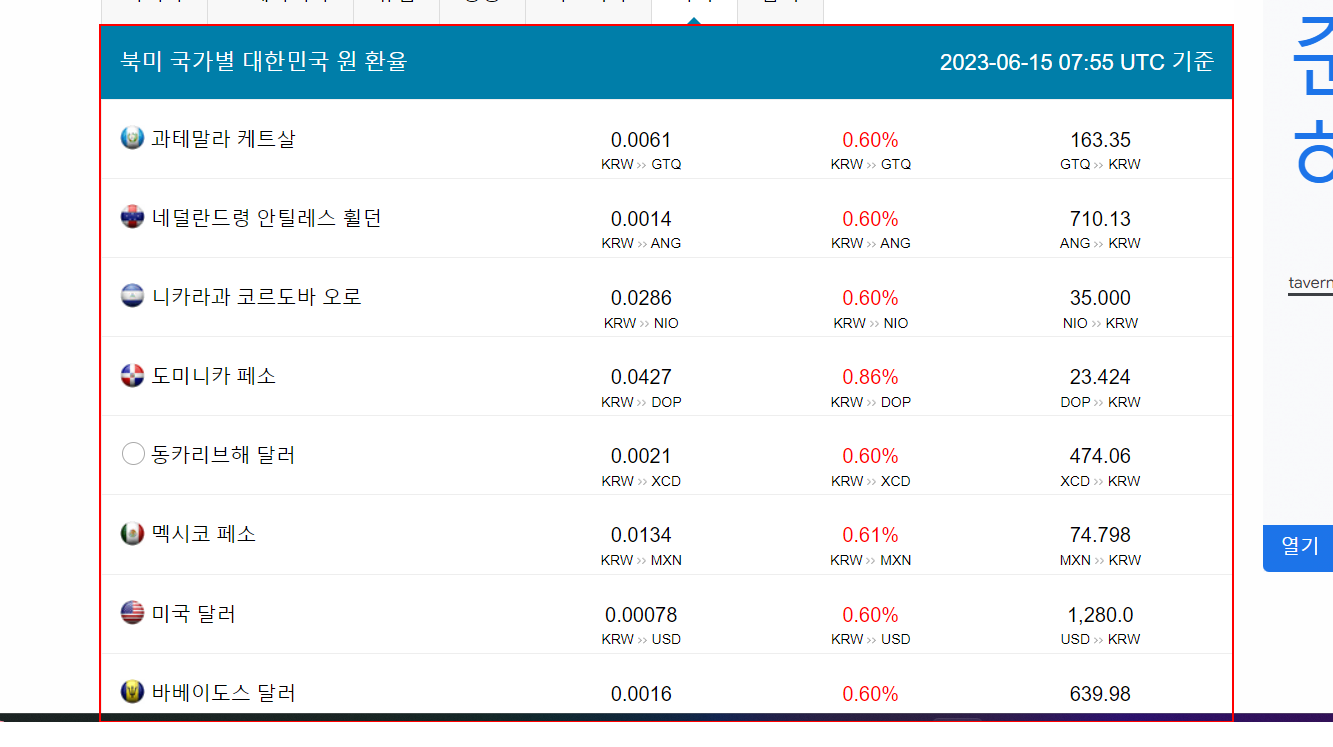 북미 국가별 대한민국 원 환율 2023-06-15 07:55 UTC 기준
과테말라 케트살 0.0061 0.60% 163.35
KRW ›› GTQ KRW ›› GTQ GTQ ›› KRW
네덜란드령 안틸레스 휠던 0.0014 0.60% 710.13
KRW ›› ANG KRW ›› ANG ANG ›› KRW
니카라과 코르도바 오로 0.0286 0.60% 35.000
KRW ›› NIO KRW ›› NIO NIO ›› KRW
도미니카 페소 0.0427 0.86% 23.424
KRW ›› DOP KRW ›› DOP DOP ›› KRW
동카리브해 달러 0.0021 0.60% 474.06
KRW ›› XCD KRW ›› XCD XCD ›› KRW
멕시코 페소 0.0134 0.61% 74.798
KRW ›› MXN KRW ›› MXN MXN ›› KRW
미국 달러 0.00078 0.60% 1,280.0
KRW ›› USD KRW ›› USD USD ›› KRW
바베이도스 달러 0.0016 0.60% 639.98
tavern
열기